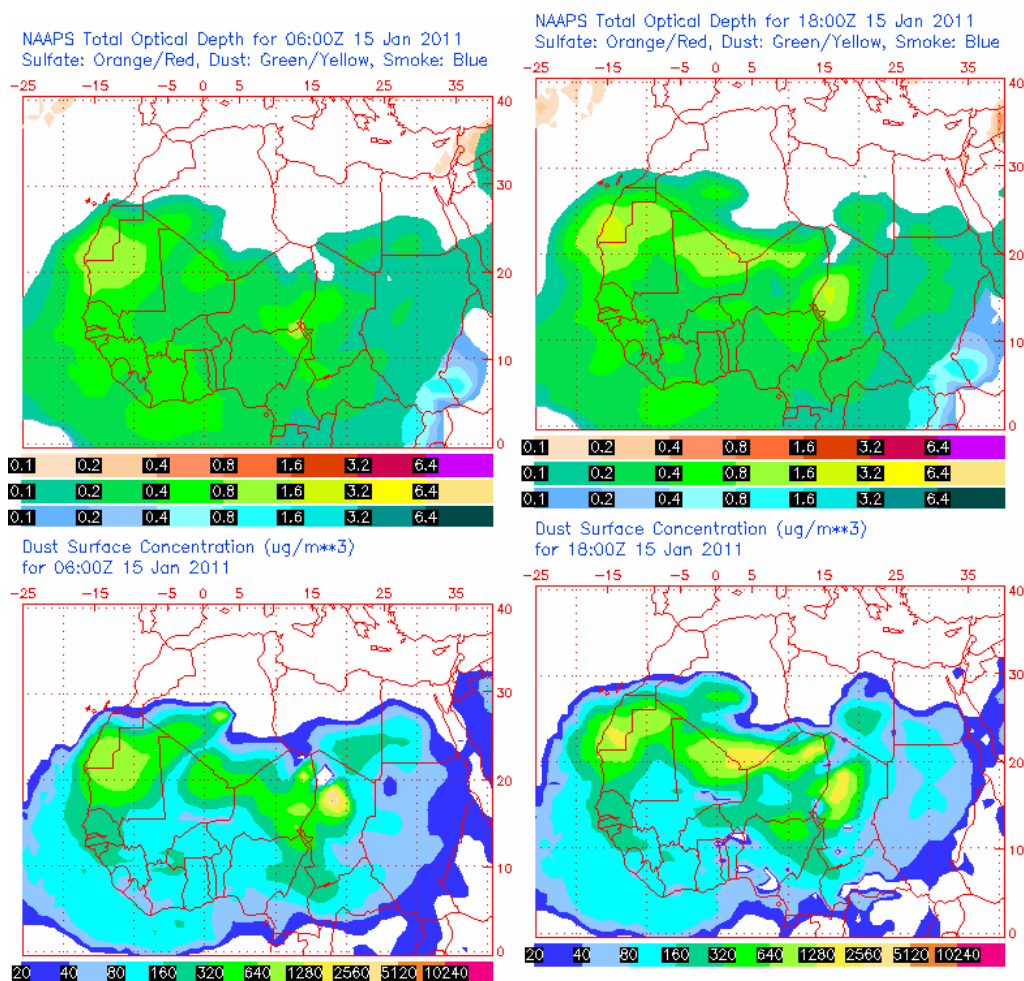 NAAPS Total Optical Depth for 06:00Z 15 Jan 2011
Sulfate: Orange/Red, Dust: Green/Yellow, Smoke: Blue
-25 -15 -5 0 5 15 25 35
40
30
20
10
0
0.1 0.2 0.4 0.8 1.6 3.2 6.4
0.1 0.2 0.4 0.8 1.6 3.2 6.4
0.1 0.2 0.4 0.8 1.6 3.2 6.4
Dust Surface Concentration (ug/m**3)
for 06:00Z 15 Jan 2011
-25 -15 -5 0 5 15 25 35
40
30
20
10
0
20 40 80 160 320 640 1280 2560 5120 10240
NAAPS Total Optical Depth for 18:00Z 15 Jan 2011
Sulfate: Orange/Red, Dust: Green/Yellow, Smoke: Blue
-25 -15 -5 0 5 15 25 35
40
30
20
10
0
0.1 0.2 0.4 0.8 1.6 3.2 6.4
0.1 0.2 0.4 0.8 1.6 3.2 6.4
0.1 0.2 0.4 0.8 1.6 3.2 6.4
Dust Surface Concentration (ug/m**3)
for 18:00Z 15 Jan 2011
-25 -15 -5 0 5 15 25 35
40
30
20
10
0
20 40 80 160 320 640 1280 2560 5120 10240